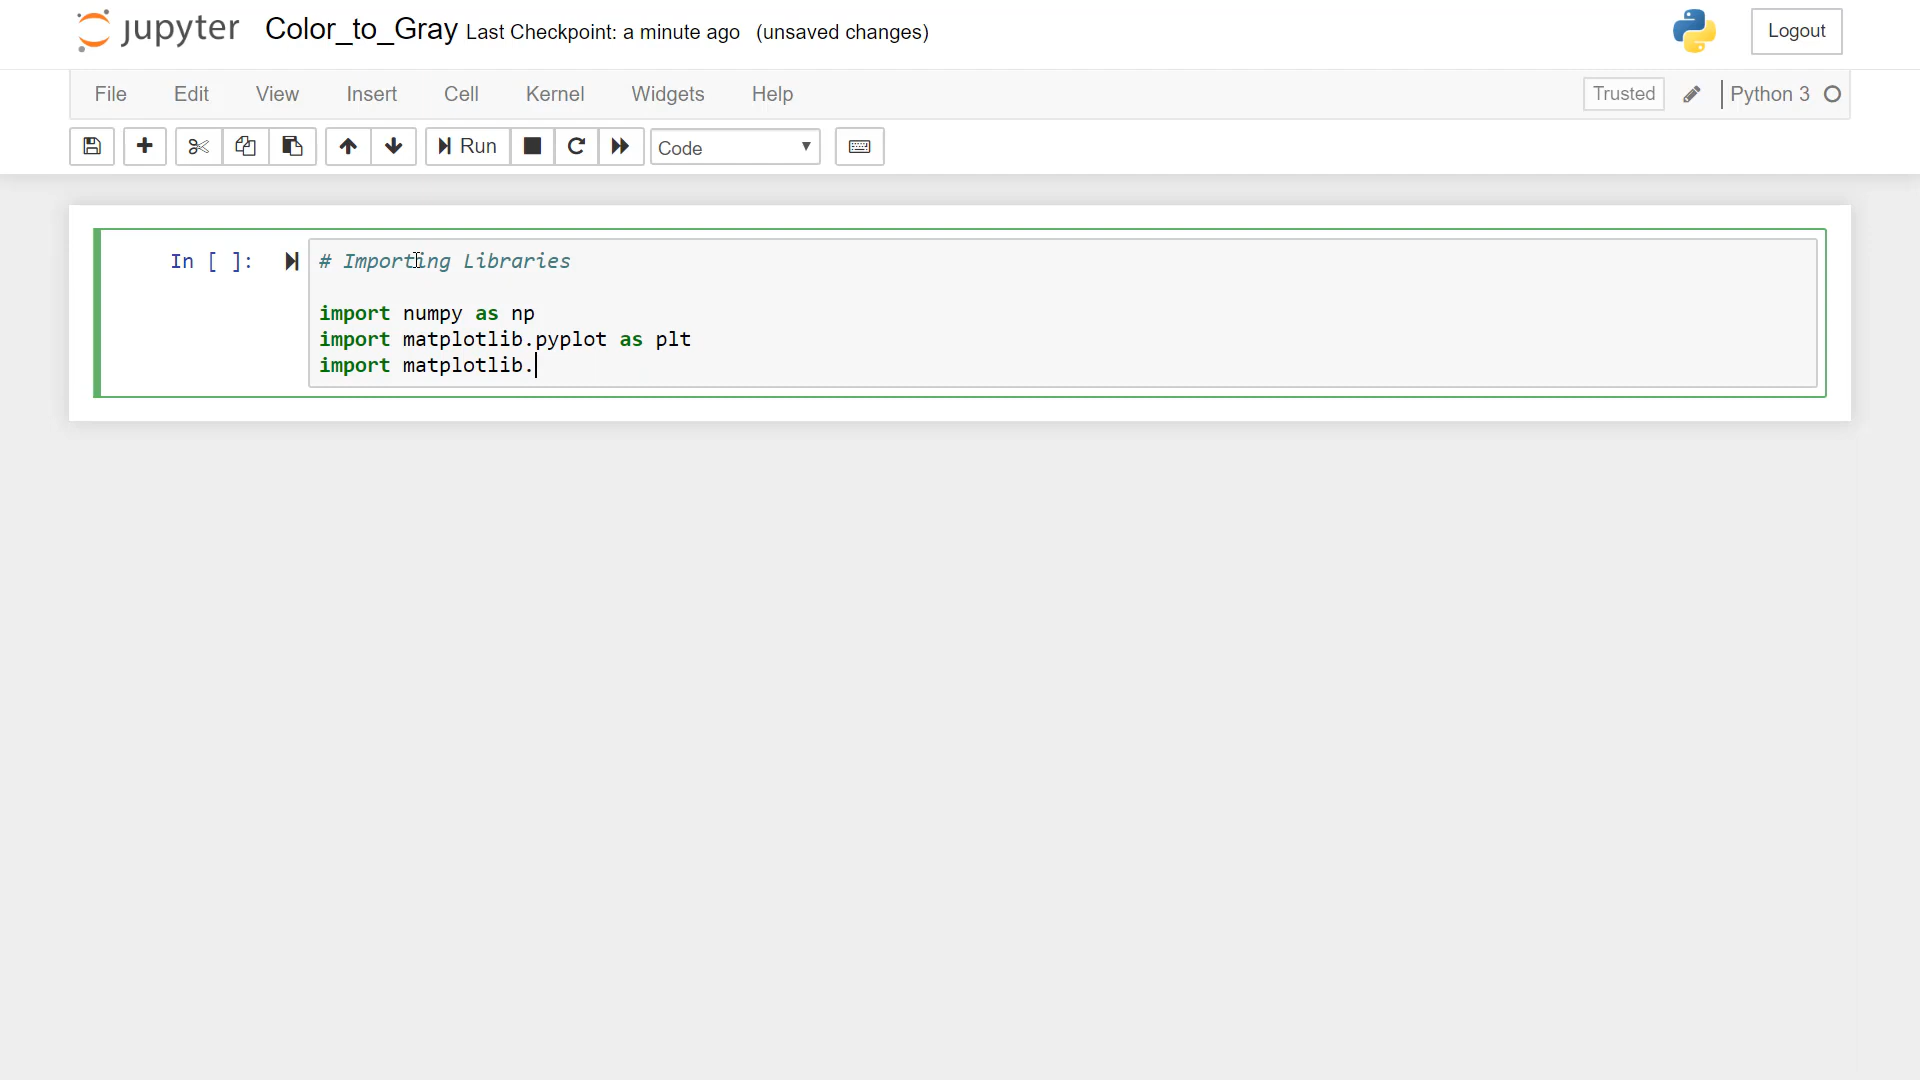 jupyter Color_to_Gray Last Checkpoint: a minute ago (unsaved changes) Logout
File Edit View Insert Cell Kernel Widgets Help Trusted Python 3
Run Code
In [ ]: # Importing Libraries
import numpy as np
import matplotlib.pyplot as plt
import matplotlib.